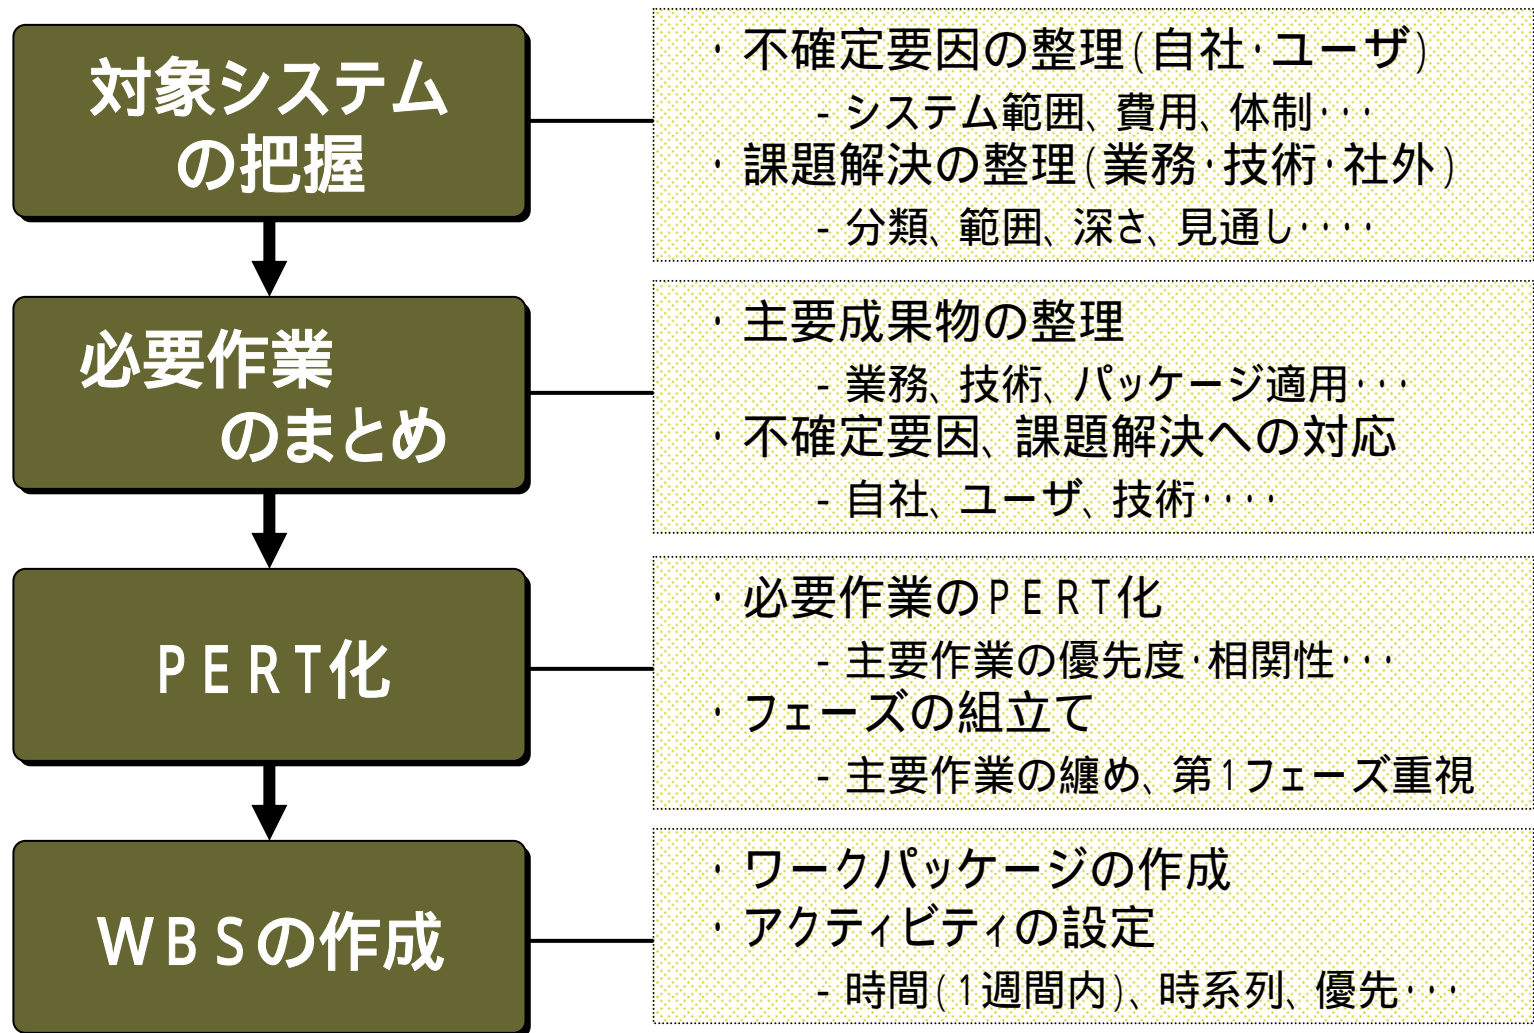 対象システム
の把握
・不確定要因の整理(自社・ユーザ)
- システム範囲、費用、体制・・・
・課題解決の整理(業務・技術・社外)
- 分類、範囲、深さ、見通し・・・・
必要作業
のまとめ
・主要成果物の整理
- 業務、技術、パッケージ適用・・・
・不確定要因、課題解決への対応
- 自社、ユーザ、技術・・・・
PERT化
・必要作業のPERT化
- 主要作業の優先度・相関性・・・
・フェーズの組立て
- 主要作業の纏め、第1フェーズ重視
WBSの作成
・ワークパッケージの作成
・アクティビティの設定
- 時間(1週間内)、時系列、優先・・・